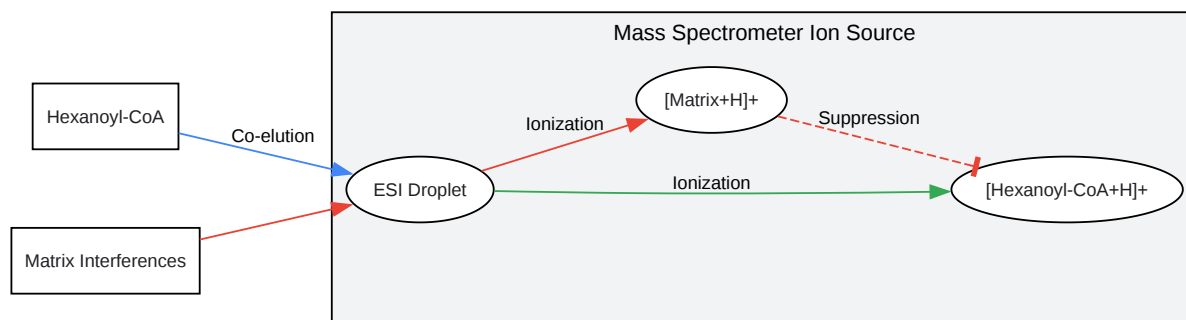 Mass Spectrometer Ion Source
Hexanoyl-CoA
Co-elution
Matrix Interferences
ESI Droplet
Ionization
[Matrix+H]+
Suppression
Ionization
[Hexanoyl-CoA+H]+